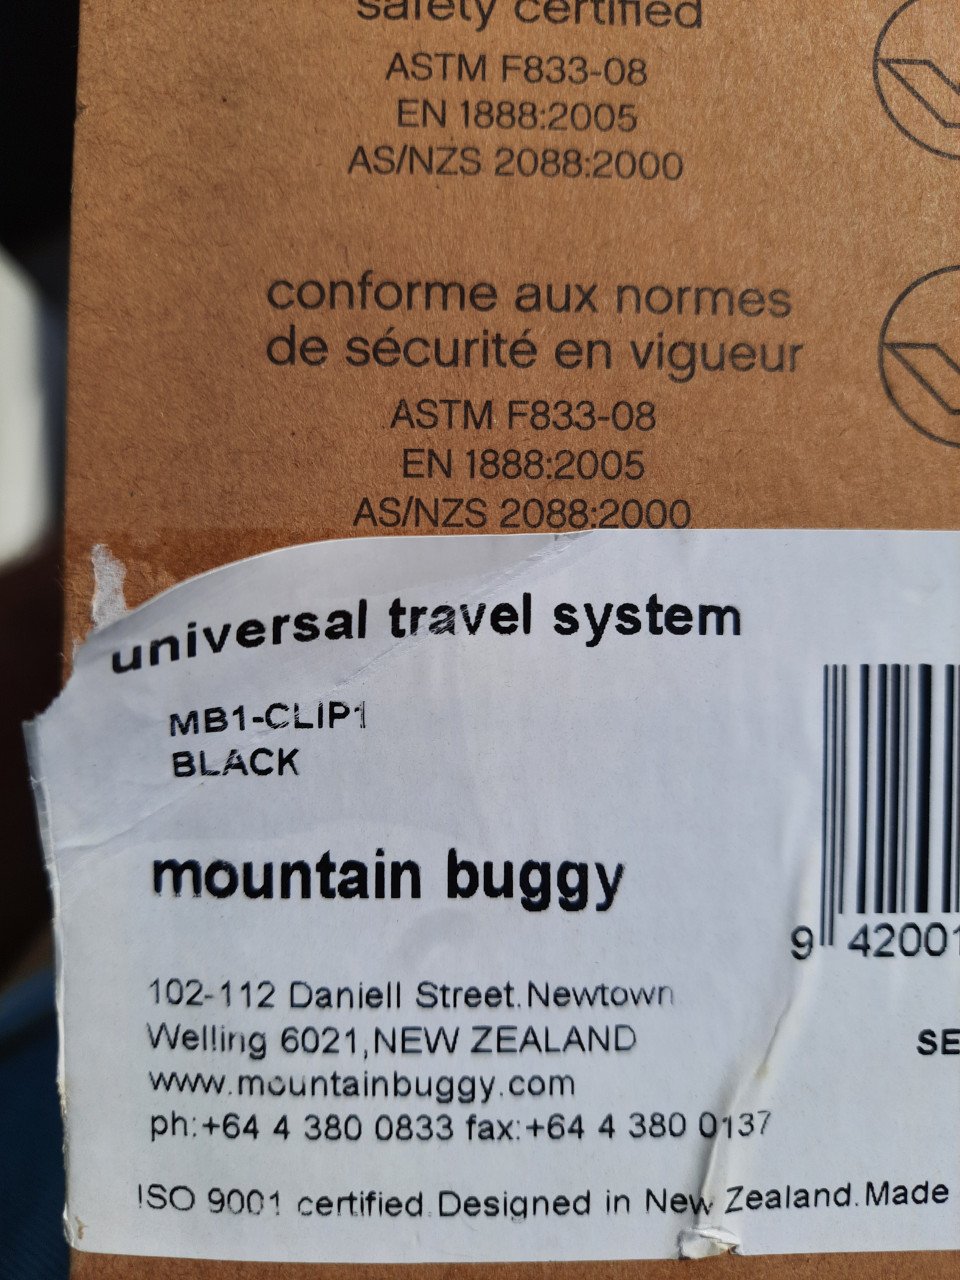 safety certified
ASTM F833-08
EN 1888:2005
AS/NZS 2088:2000
conforme aux normes
de sécurité en vigueur
ASTM F833-08
EN 1888:2005
AS/NZS 2088:2000
universal travel system
MB1-CLIP1
BLACK
mountain buggy
9 42001
102-112 Daniell Street.Newtown
Welling 6021,NEW ZEALAND
SE
www.mountainbuggy.com
ph:+64 4 380 0833 fax:+64 4 380 0137
ISO 9001 certified.Designed in New Zealand.Made